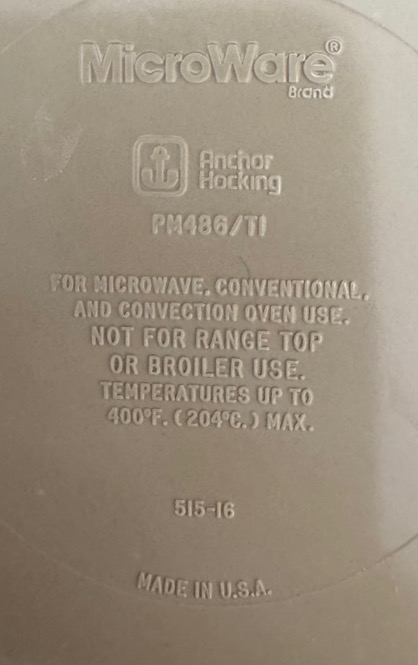 MicroWare®
Brand
Anchor
Hocking
PM486/T1
FOR MICROWAVE, CONVENTIONAL,
AND CONVECTION OVEN USE.
NOT FOR RANGE TOP
OR BROILER USE.
TEMPERATURES UP TO
400°F. (204°C.) MAX.
515-16
MADE IN U.S.A.